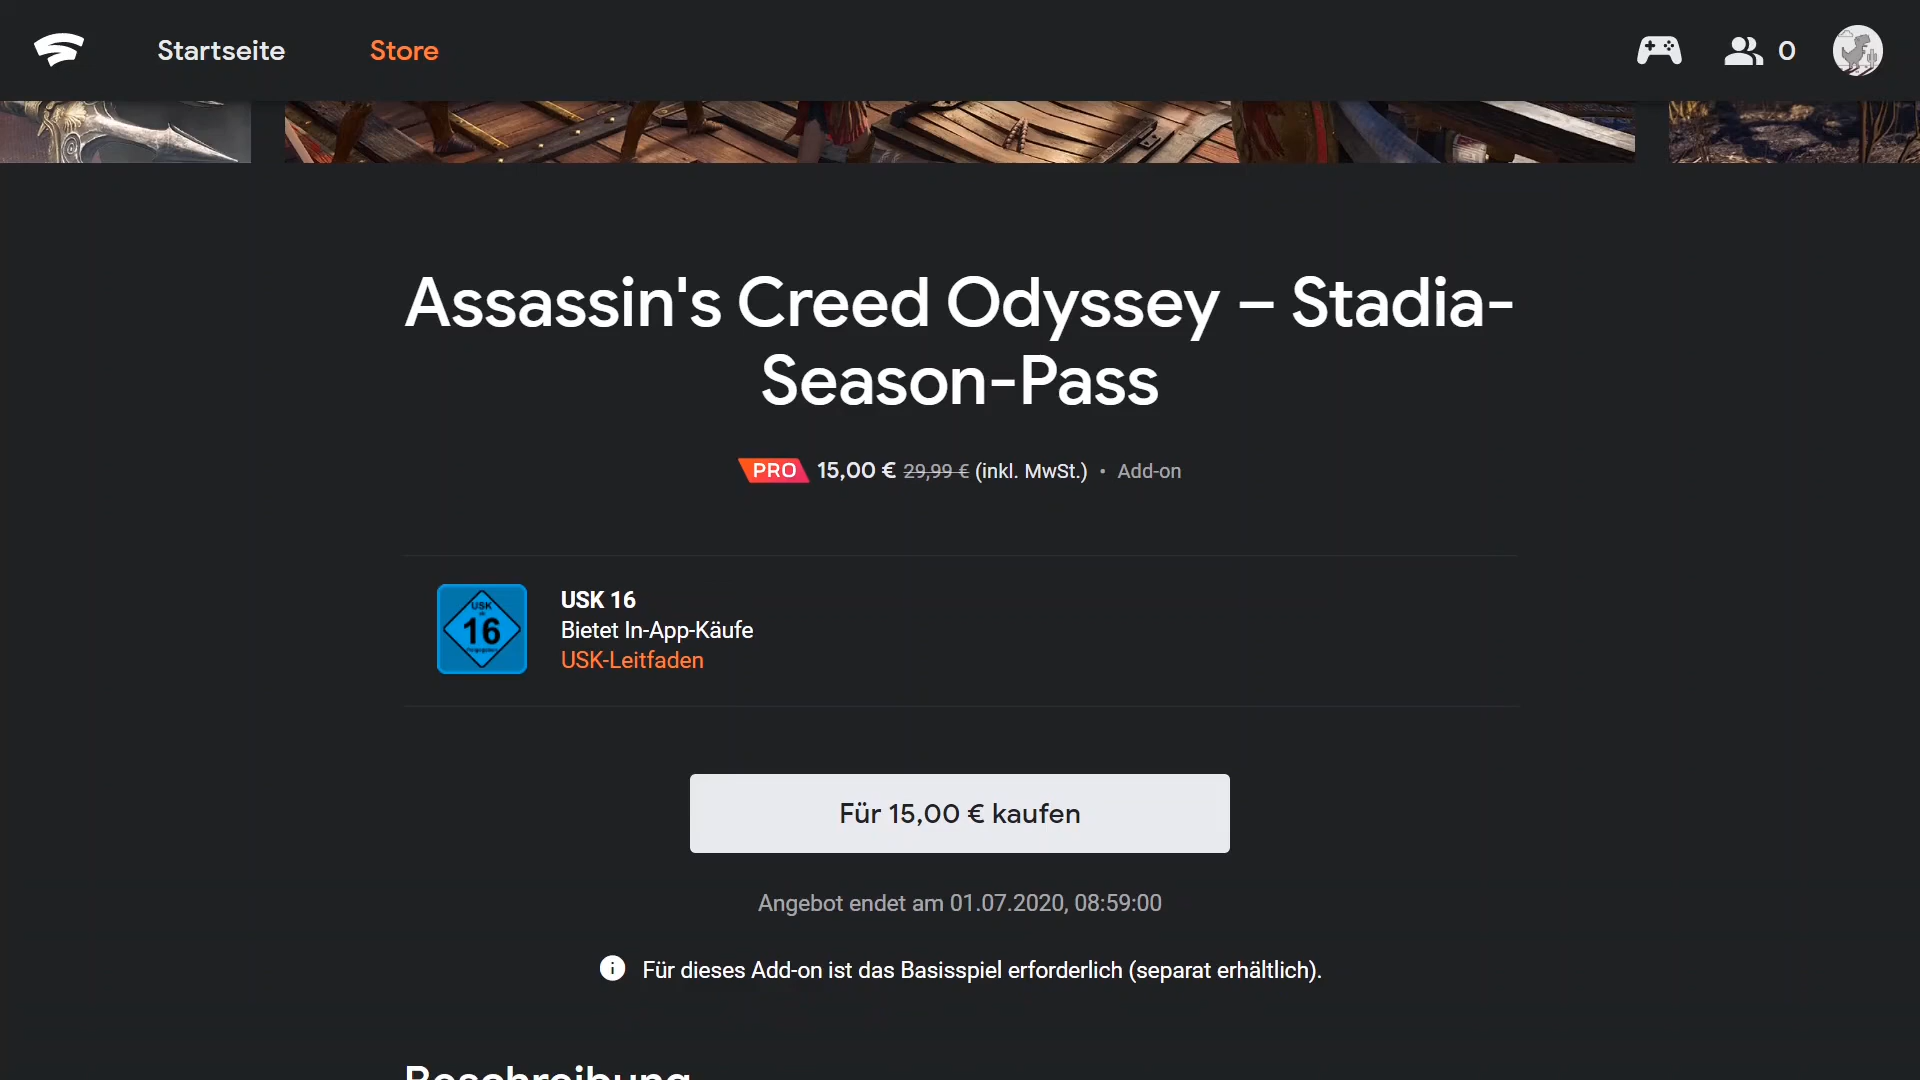 Startseite
Store
0
Assassin's Creed Odyssey – Stadia-
Season-Pass
PRO 15,00 € 29,99 € (inkl. MwSt.) • Add-on
USK
16
USK 16
Bietet In-App-Käufe
USK-Leitfaden
Für 15,00 € kaufen
Angebot endet am 01.07.2020, 08:59:00
Für dieses Add-on ist das Basisspiel erforderlich (separat erhältlich).
Beschreibung